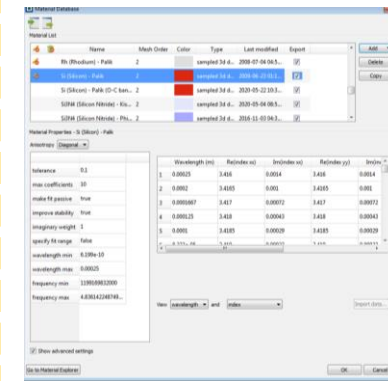 Material Database
Material List
Name Mesh Order Color Type Last modified Export
Rh (Rhodium) - Palik 2 sampled 3d d... 2008-07-04 04:5...
Si (Silicon) - Palik 2 sampled 3d d...
Si (Silicon) - Palik (O-C ban... 2 sampled 3d d... 2020-05-22 10:3...
Si3N4 (Silicon Nitride) - Kis... 2 sampled 3d d... 2020-05-04 08:5...
Si3N4 (Silicon Nitride) - Phi... 2 sampled 3d d... 2016-11-03 04:3...
Add
Delete
Copy
Material Properties - Si (Silicon) - Palik
Anisotropy Diagonal
tolerance 0.1
max coefficients 10
make fit passive true
improve stability true
imaginary weight 1
specify fit range false
wavelength min 6.199e-10
wavelength max 0.00025
frequency min 1199169832000
frequency max
Wavelength (m) Re(index xx) Im(index xx) Re(index yy)
1 0.00025 3.416 0.0014 3.416 0.0014
2 0.0002 3.4165 0.001 3.4165 0.001
3 0.0001667 3.417 0.00072 3.417 0.00072
4 0.000125 3.418 0.00043 3.418 0.00043
5 0.0001 3.4185 0.00029 3.4185 0.00029
View wavelength and index
Import data...
Show advanced settings
Go to Material Explorer
OK
Cancel